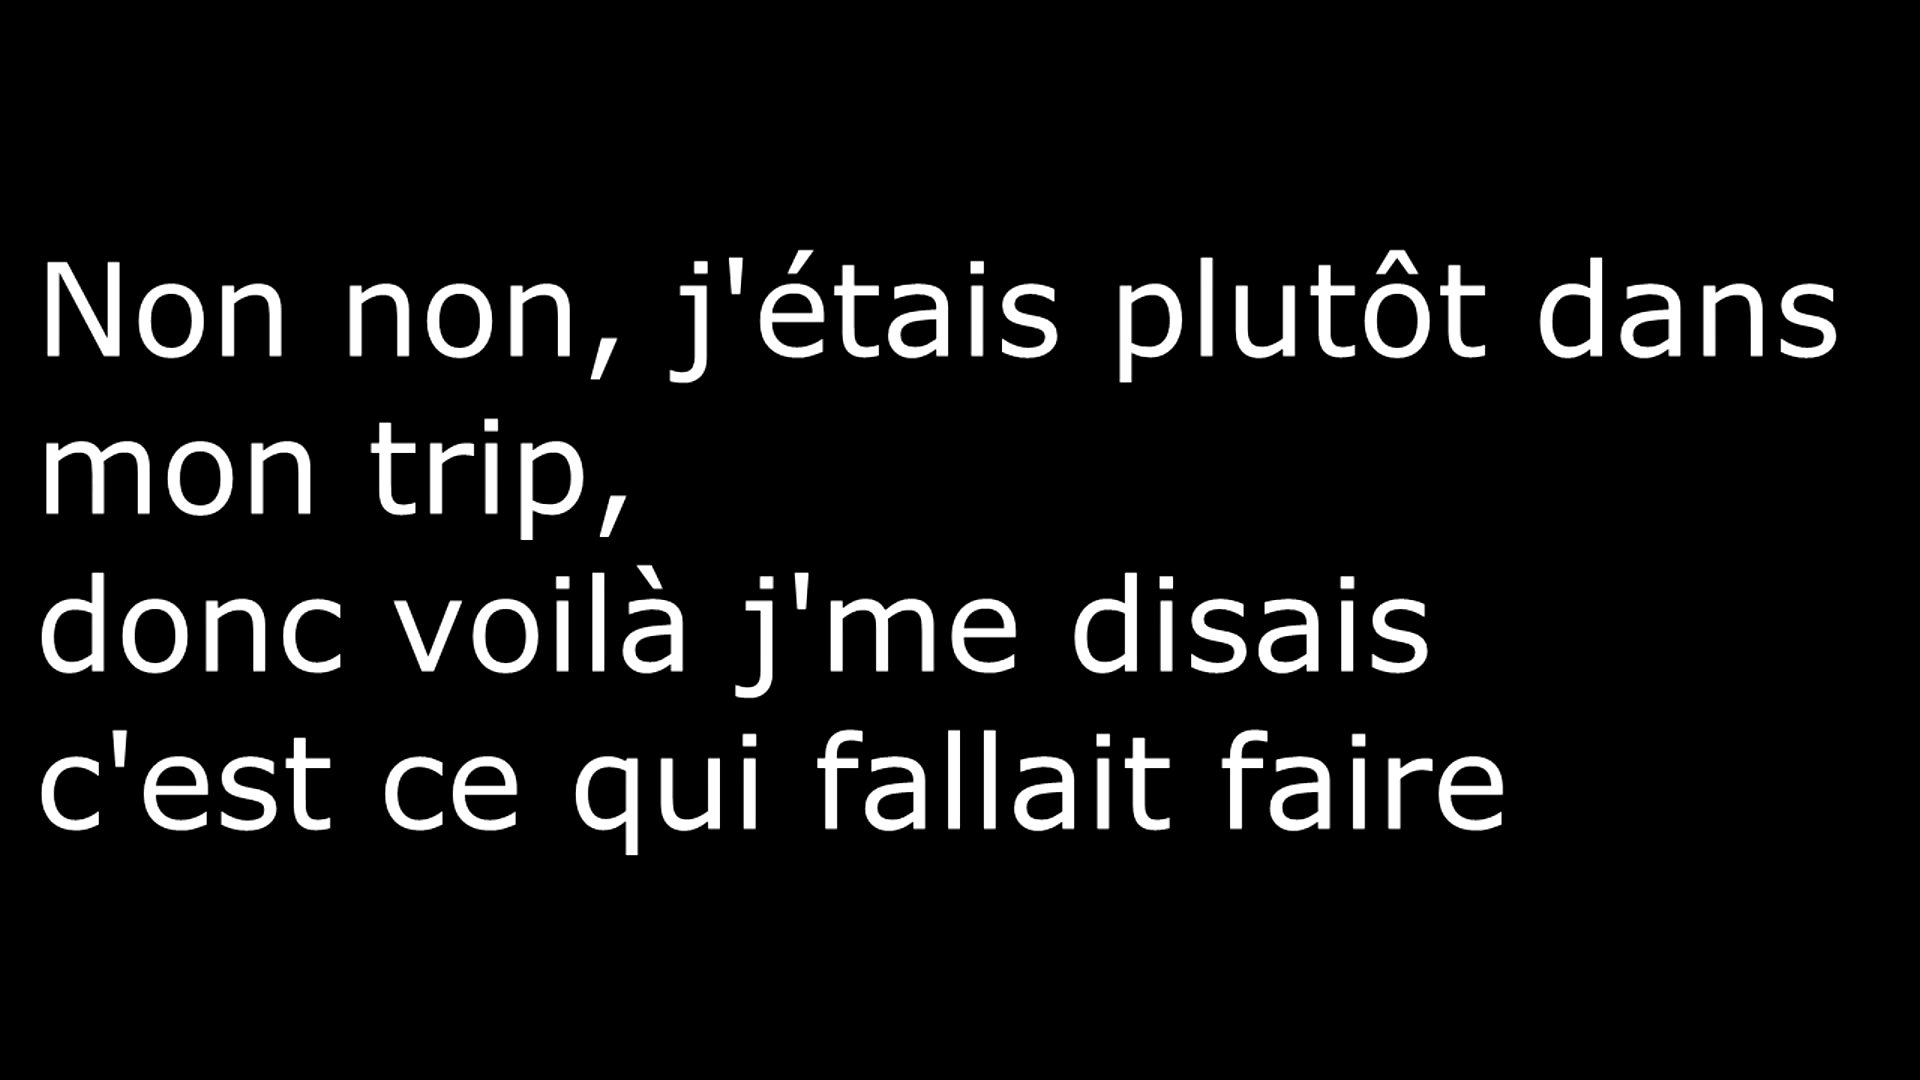 Non non, j'étais plutôt dans
mon trip,
donc voilà j'me disais
c'est ce qui fallait faire